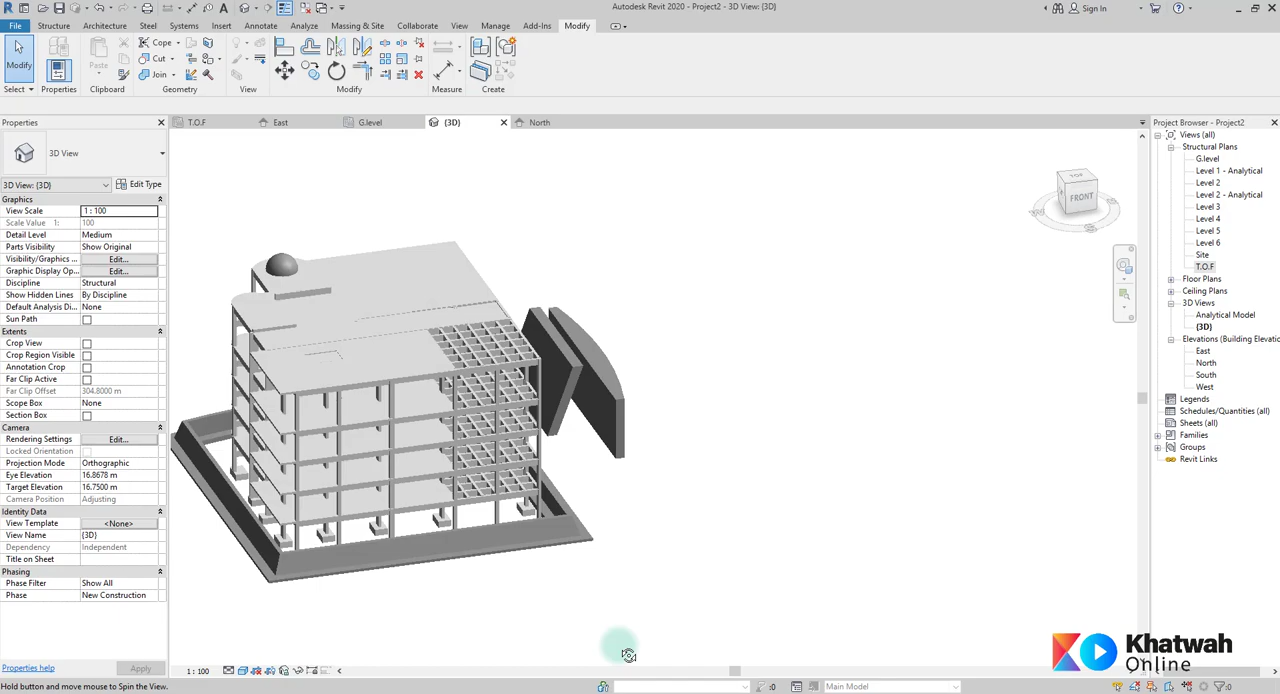 Autodesk Revit 2020 - Project2 - 3D View: {3D}
Sign In
File Structure Architecture Steel Systems Insert Annotate Analyze Massing & Site Collaborate View Manage Add-Ins Modify
Modify Paste Cope Cut Join
Select Properties Clipboard Geometry View Modify Measure Create
Properties
T.O.F East G.level {3D} North
Project Browser - Project2
3D View
3D View: {3D} Edit Type
Graphics
View Scale 1 : 100
Scale Value 1: 100
Detail Level Medium
Parts Visibility Show Original
Visibility/Graphics ... Edit...
Graphic Display Op... Edit...
Discipline Structural
Show Hidden Lines By Discipline
Default Analysis Di... None
Sun Path
Extents
Crop View
Crop Region Visible
Annotation Crop
Far Clip Active
Far Clip Offset 304.8000 m
Scope Box None
Section Box
Camera
Rendering Settings Edit...
Locked Orientation
Projection Mode Orthographic
Eye Elevation 16.8678 m
Target Elevation 16.7500 m
Camera Position Adjusting
Identity Data
View Template <None>
View Name {3D}
Dependency Independent
Title on Sheet
Phasing
Phase Filter Show All
Phase New Construction
Properties help Apply
TOP
FRONT
Views (all)
Structural Plans
G.level
Level 1 - Analytical
Level 2
Level 2 - Analytical
Level 3
Level 4
Level 5
Level 6
Site
T.O.F
Floor Plans
Ceiling Plans
3D Views
Analytical Model
{3D}
Elevations (Building Elevatio
East
North
South
West
Legends
Schedules/Quantities (all)
Sheets (all)
Families
Groups
Revit Links
Khatwah
Online
1 : 100
Hold button and move mouse to Spin the View.
:0
Main Model
:0